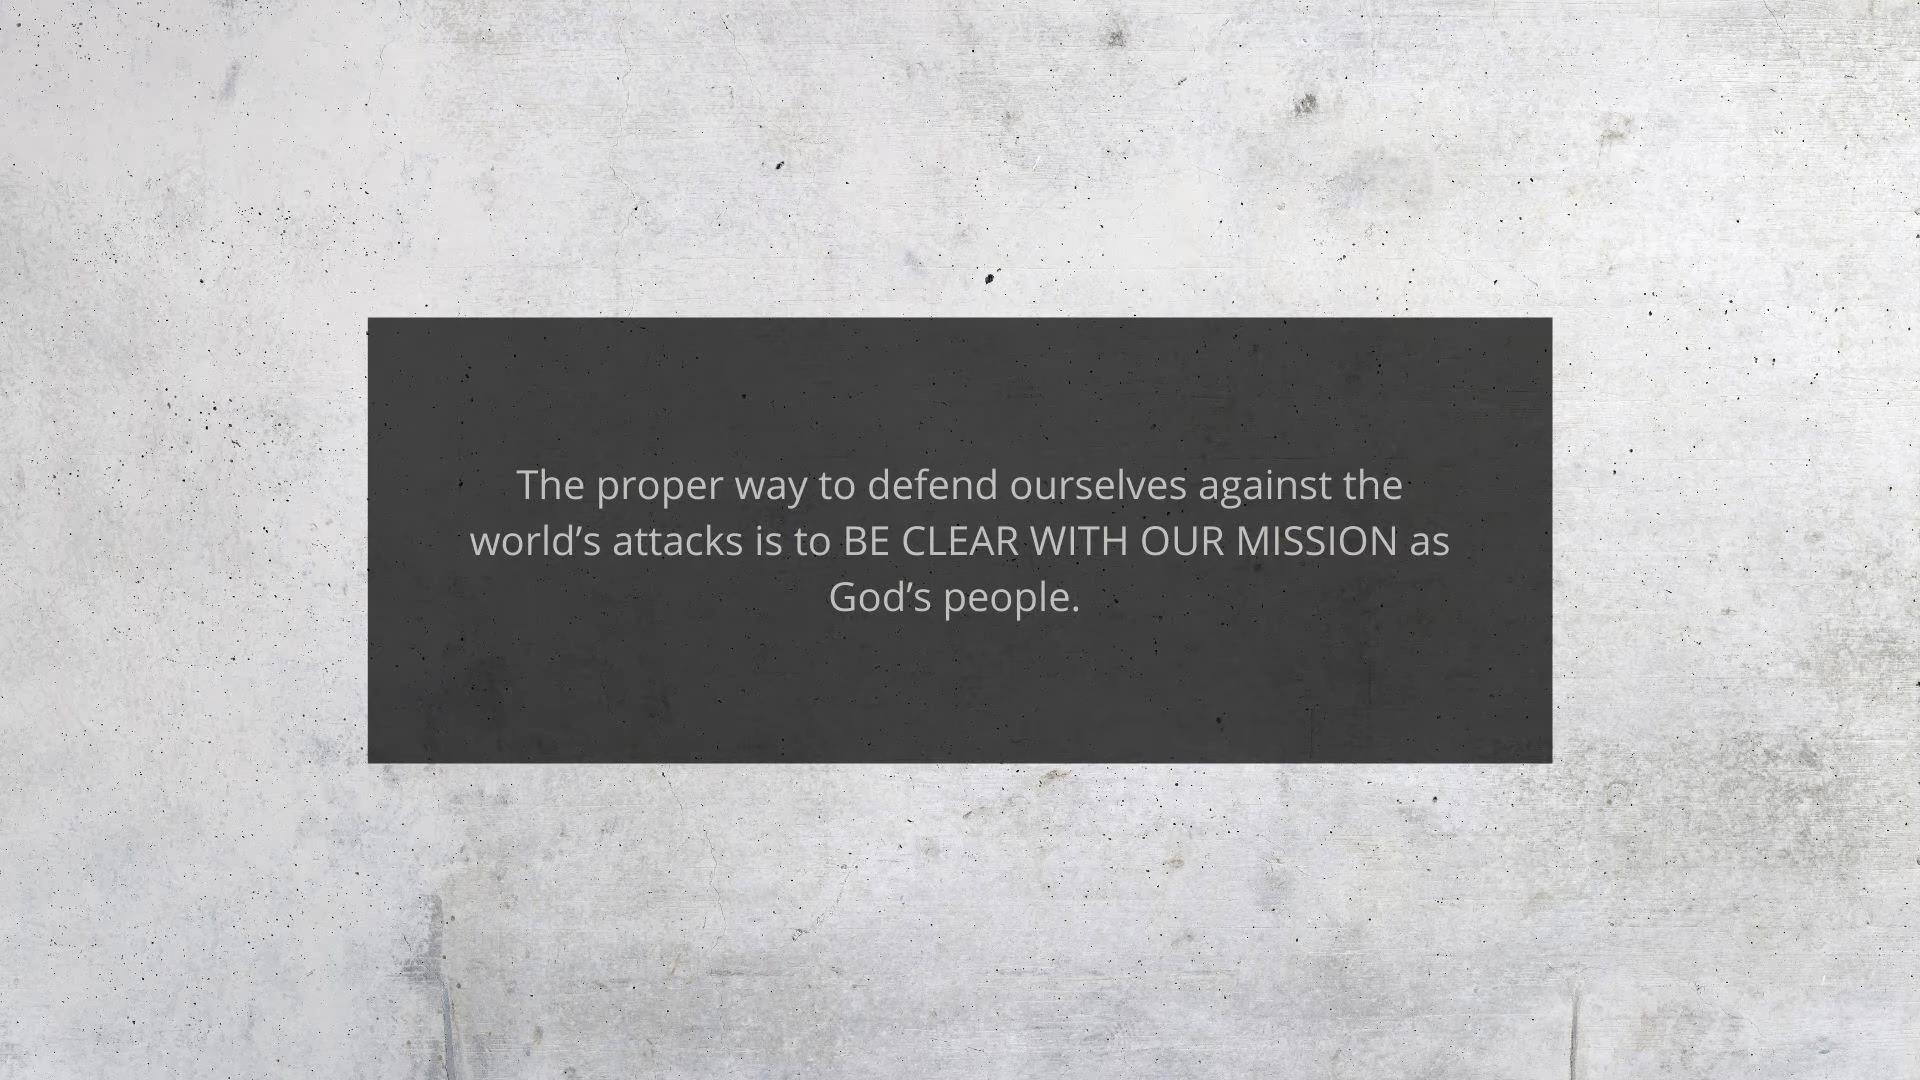 The proper way to defend ourselves against the
world’s attacks is to BE CLEAR WITH OUR MISSION as
God’s people.